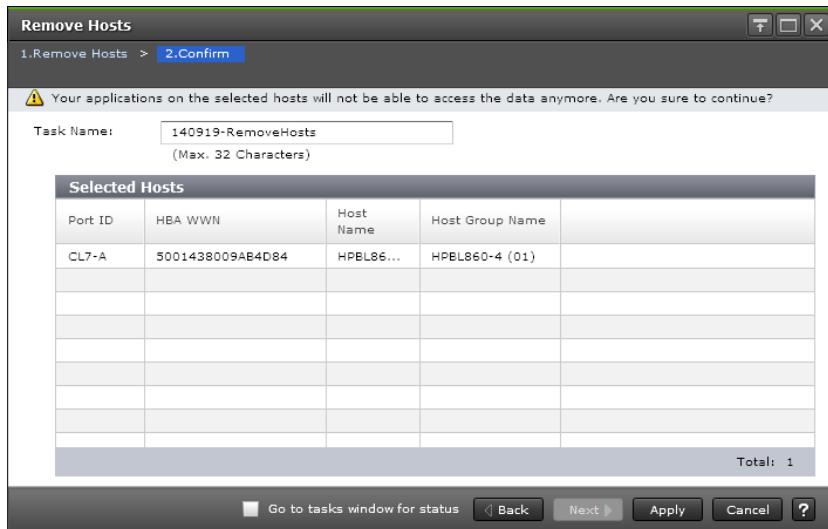 Remove Hosts
1.Remove Hosts > 2.Confirm
Your applications on the selected hosts will not be able to access the data anymore. Are you sure to continue?
Task Name: 140919-RemoveHosts
(Max. 32 Characters)
Selected Hosts
Port ID HBA WWN Host Name Host Group Name
CL7-A 5001438009AB4D84 HPBL86... HPBL860-4 (01)
Total: 1
Go to tasks window for status Back Next Apply Cancel ?